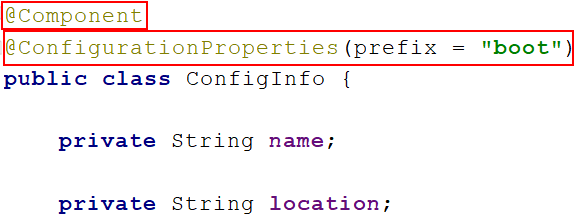 @Component
@ConfigurationProperties(prefix = "boot")
public class ConfigInfo {
private String name;
private String location;